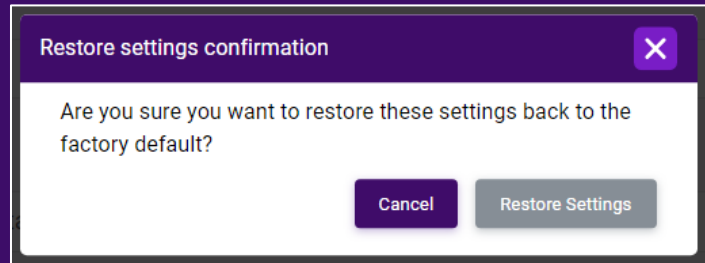 Restore settings confirmation
Are you sure you want to restore these settings back to the
factory default?
Cancel Restore Settings